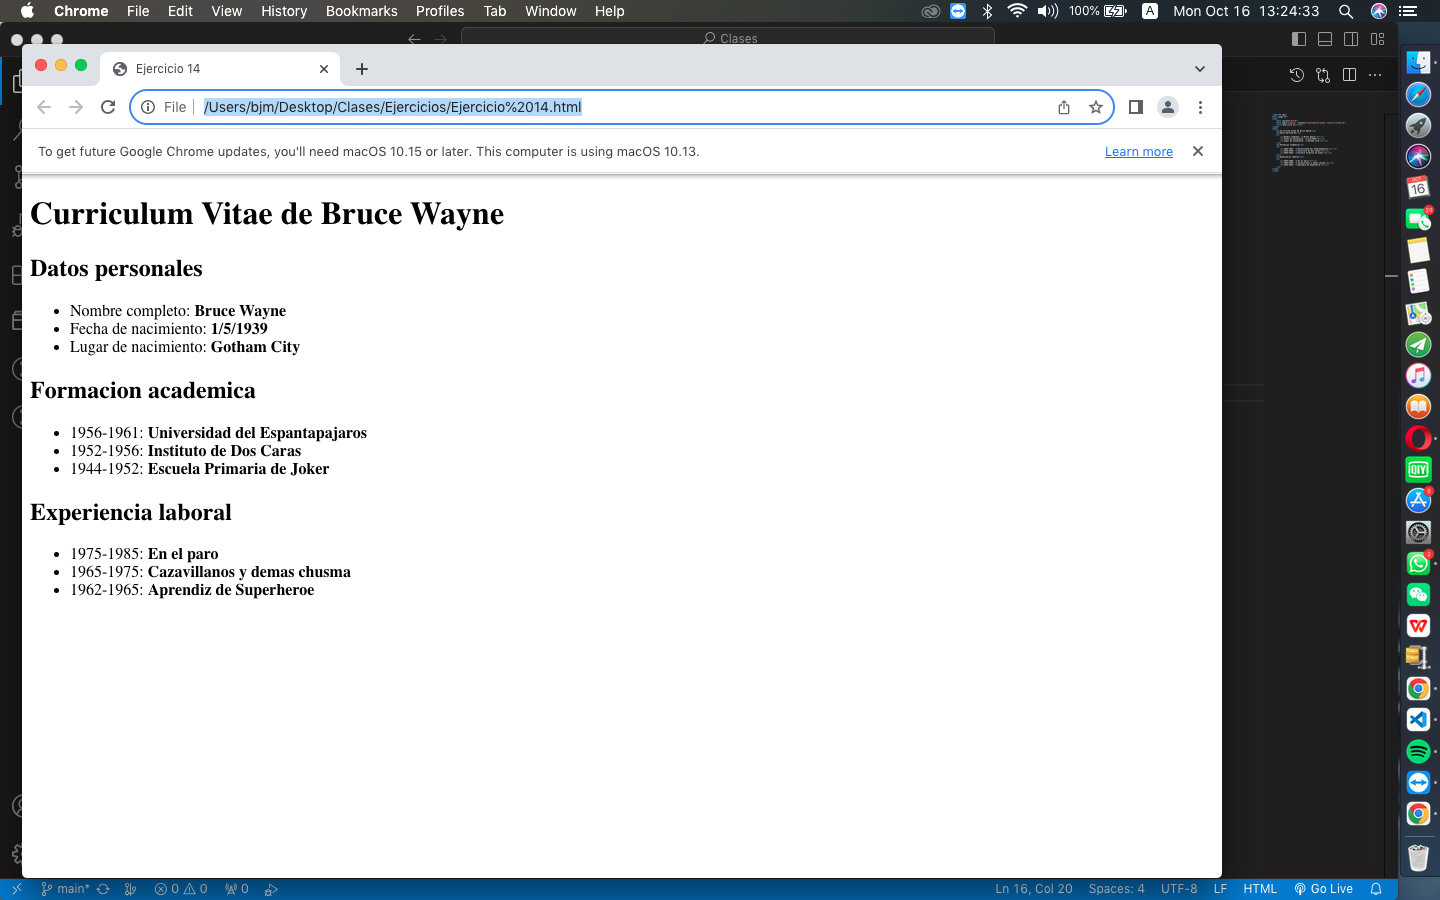 Chrome File Edit View History Bookmarks Profiles Tab Window Help 100% A Mon Oct 16 13:24:33
Clases
Ejercicio 14
File /Users/bjm/Desktop/Clases/Ejercicios/Ejercicio%2014.html
To get future Google Chrome updates, you'll need macOS 10.15 or later. This computer is using macOS 10.13. Learn more
Curriculum Vitae de Bruce Wayne
Datos personales
Nombre completo: Bruce Wayne
Fecha de nacimiento: 1/5/1939
Lugar de nacimiento: Gotham City
Formacion academica
1956-1961: Universidad del Espantapajaros
1952-1956: Instituto de Dos Caras
1944-1952: Escuela Primaria de Joker
Experiencia laboral
1975-1985: En el paro
1965-1975: Cazavillanos y demas chusma
1962-1965: Aprendiz de Superheroe
OCT
16
QIY
main* 0 0 0 Ln 16, Col 20 Spaces: 4 UTF-8 LF HTML Go Live